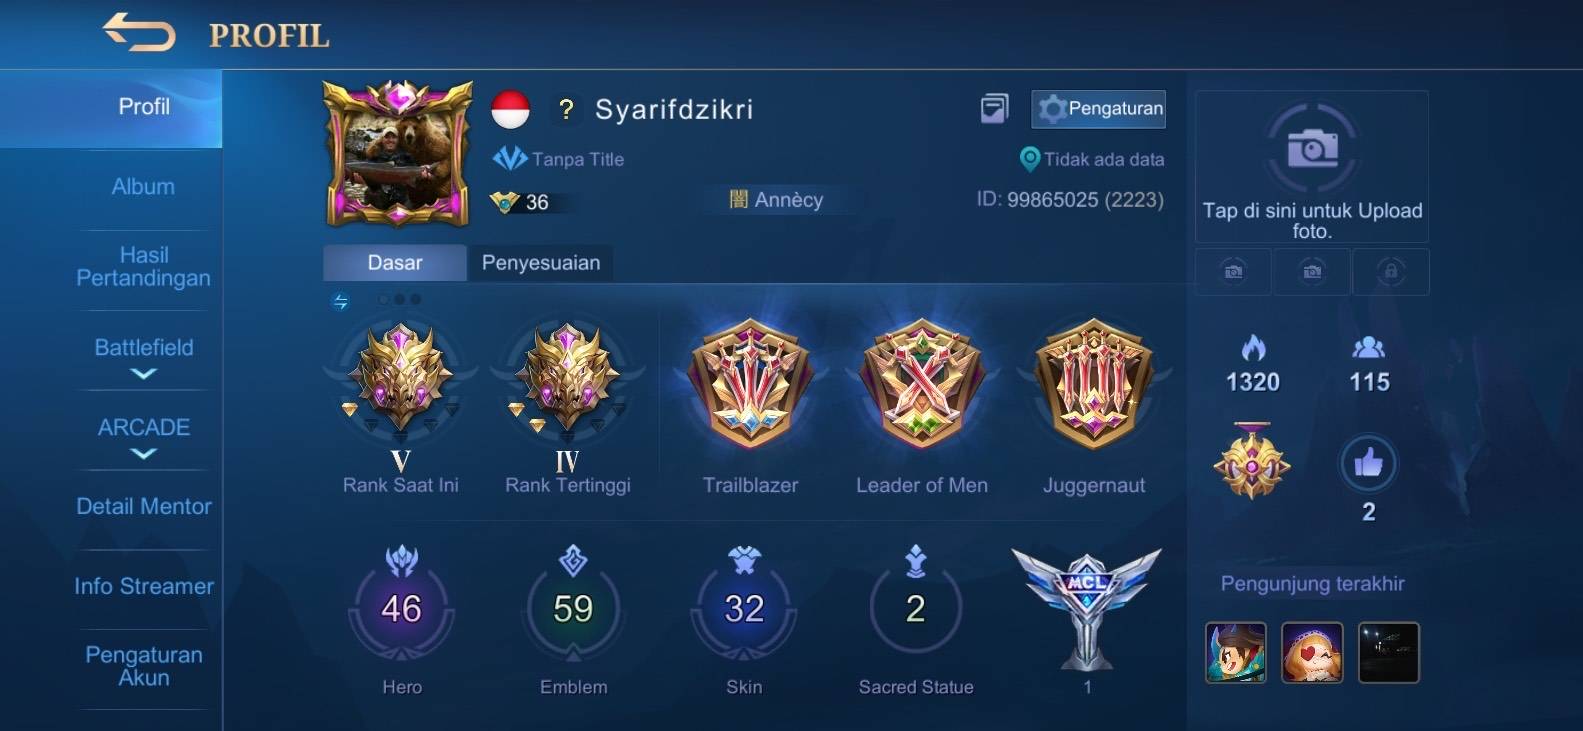 PROFIL
Profil
Album
Hasil
Pertandingan
Battlefield
ARCADE
Detail Mentor
Info Streamer
Pengaturan
Akun
? Syarifdzikri
Pengaturan
Tanpa Title
Tidak ada data
36
闇 Annècy
ID: 99865025 (2223)
Dasar
Penyesuaian
V
Rank Saat Ini
IV
Rank Tertinggi
Trailblazer
Leader of Men
Juggernaut
46
Hero
59
Emblem
32
Skin
2
Sacred Statue
MCL
1
Tap di sini untuk Upload
foto.
1320
115
2
Pengunjung terakhir